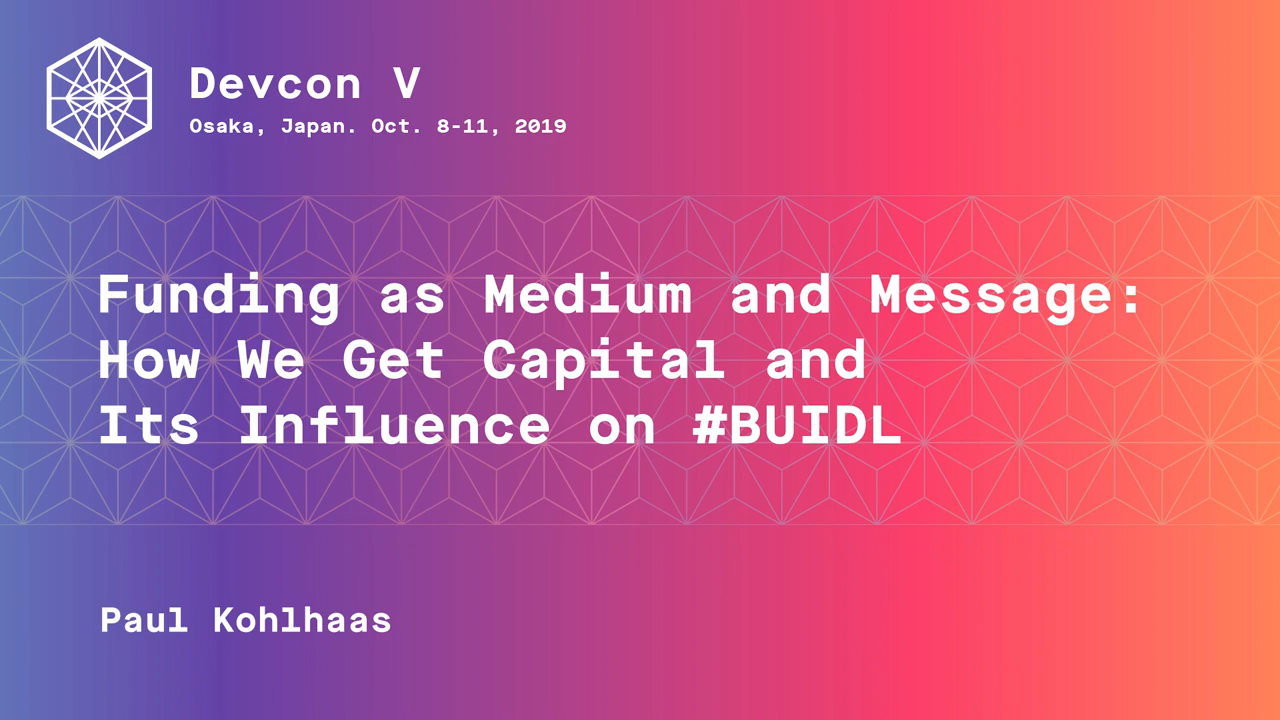 Devcon V
Osaka, Japan. Oct. 8-11, 2019
Funding as Medium and Message:
How We Get Capital and
Its Influence on #BUIDL
Paul Kohlhaas